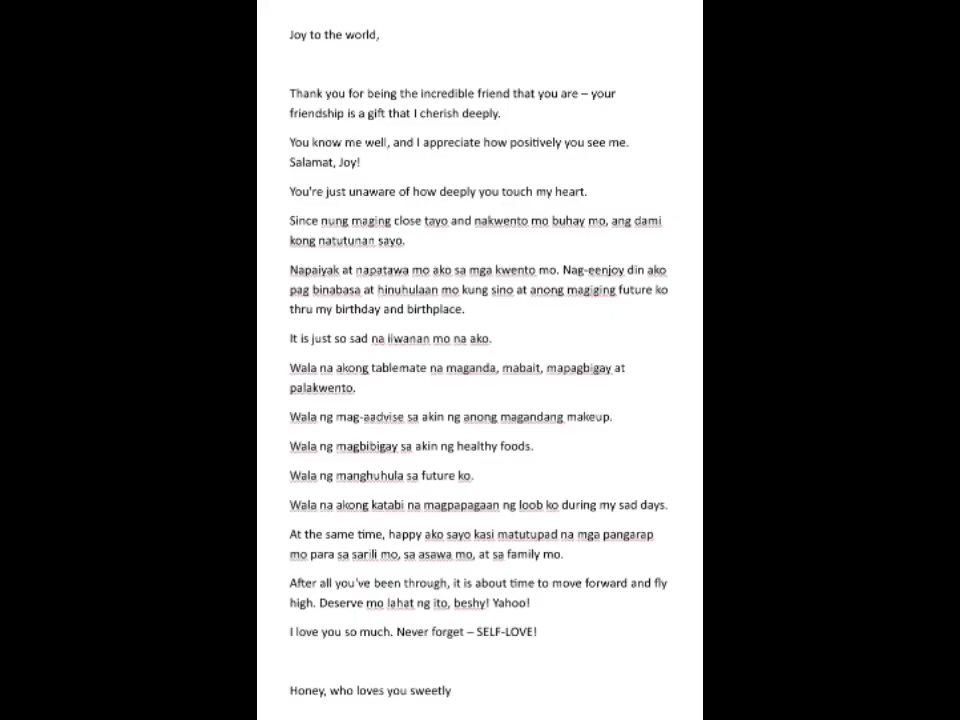 Joy to the world,
Thank you for being the incredible friend that you are – your
friendship is a gift that I cherish deeply.
You know me well, and I appreciate how positively you see me.
Salamat, Joy!
You're just unaware of how deeply you touch my heart.
Since nung maging close tayo and nakwento mo buhay mo, ang dami
kong natutunan sayo.
Napaiyak at napatawa mo ako sa mga kwento mo. Nag-eenjoy din ako
pag binabasa at hinuhulaan mo kung sino at anong magiging future ko
thru my birthday and birthplace.
It is just so sad na iiwanan mo na ako.
Wala na akong tablemate na maganda, mabait, mapagbigay at
palakwento.
Wala ng mag-aadvise sa akin ng anong magandang makeup.
Wala ng magbibigay sa akin ng healthy foods.
Wala ng manghuhula sa future ko.
Wala na akong katabi na magpapagaan ng loob ko during my sad days.
At the same time, happy ako sayo kasi matutupad na mga pangarap
mo para sa sarili mo, sa asawa mo, at sa family mo.
After all you've been through, it is about time to move forward and fly
high. Deserve mo lahat ng ito, beshy! Yahoo!
I love you so much. Never forget – SELF-LOVE!
Honey, who loves you sweetly